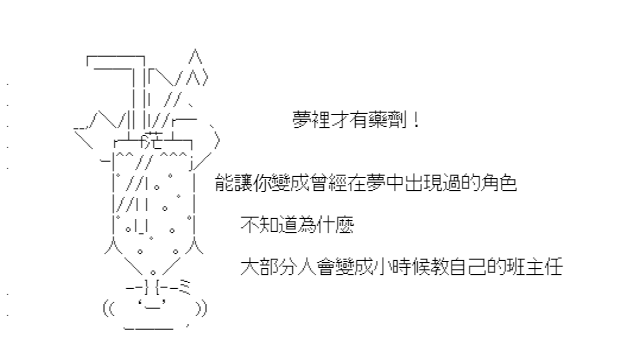 夢裡才有藥劑！
能讓你變成曾經在夢中出現過的角色
不知道為什麼
大部分人會變成小時候教自己的班主任